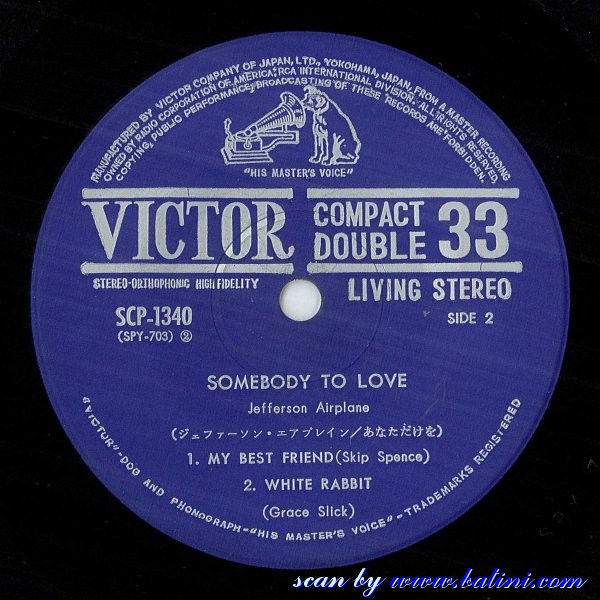 MANUFACTURED BY VICTOR COMPANY OF JAPAN, LTD., YOKOHAMA, JAPAN, FROM A MASTER RECORDING
OWNED BY RADIO CORPORATION OF AMERICA: RCA INTERNATIONAL DIVISION. ALL RIGHTS RESERVED.
COPYING, PUBLIC PERFORMANCE, BROADCASTING OF THESE RECORDS ARE FORBIDDEN.
"HIS MASTER'S VOICE"
VICTOR COMPACT DOUBLE 33
STEREO-ORTHOPHONIC HIGH FIDELITY
LIVING STEREO
SCP-1340
(SPY-703) ②
SIDE 2
SOMEBODY TO LOVE
Jefferson Airplane
(ジェファーソン・エアプレイン/あなただけを)
1. MY BEST FRIEND (Skip Spence)
2. WHITE RABBIT
(Grace Slick)
"VICTOR"-DOG AND PHONOGRAPH-"HIS MASTER'S VOICE"-TRADEMARKS REGISTERED
scan by www.batini.com